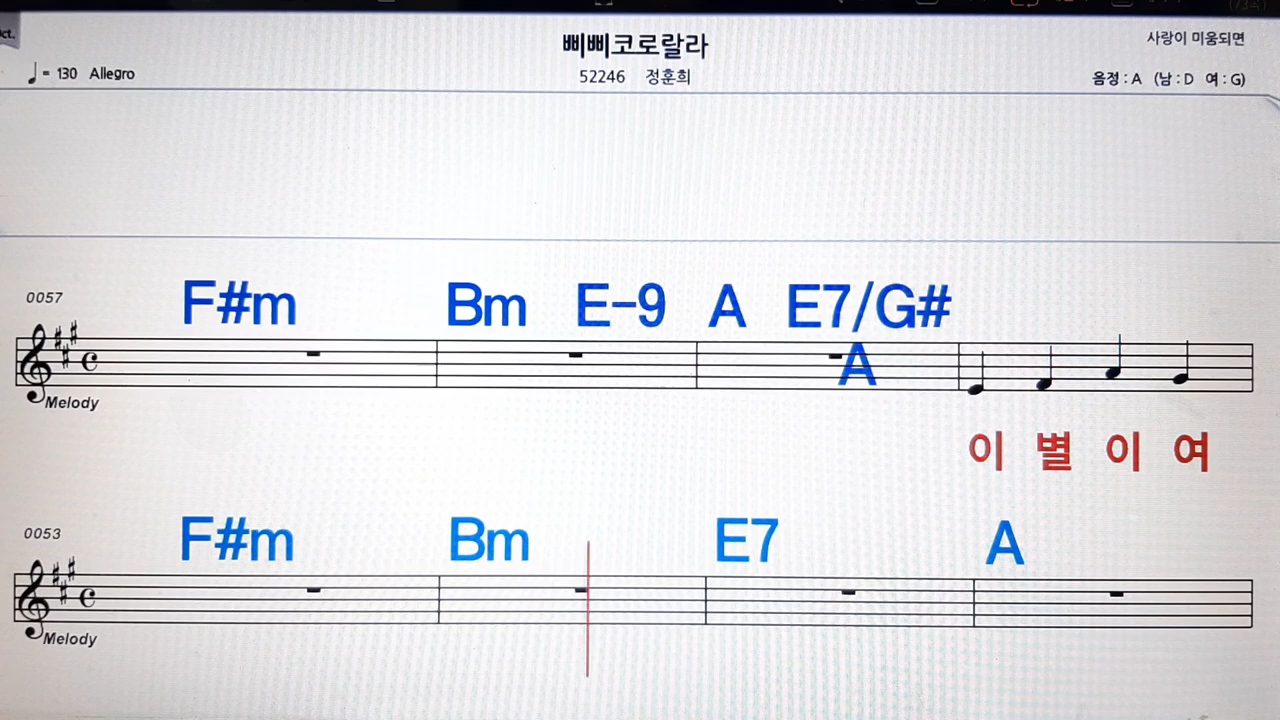 ct.
삐삐코로랄라
사랑이 미움되면
♩= 130 Allegro
52246 정훈희
음정 : A (남 : D 여 : G)
0057
F#m Bm E-9 A E7/G#
A
Melody
이 별 이 여
0053
F#m Bm E7 A
Melody